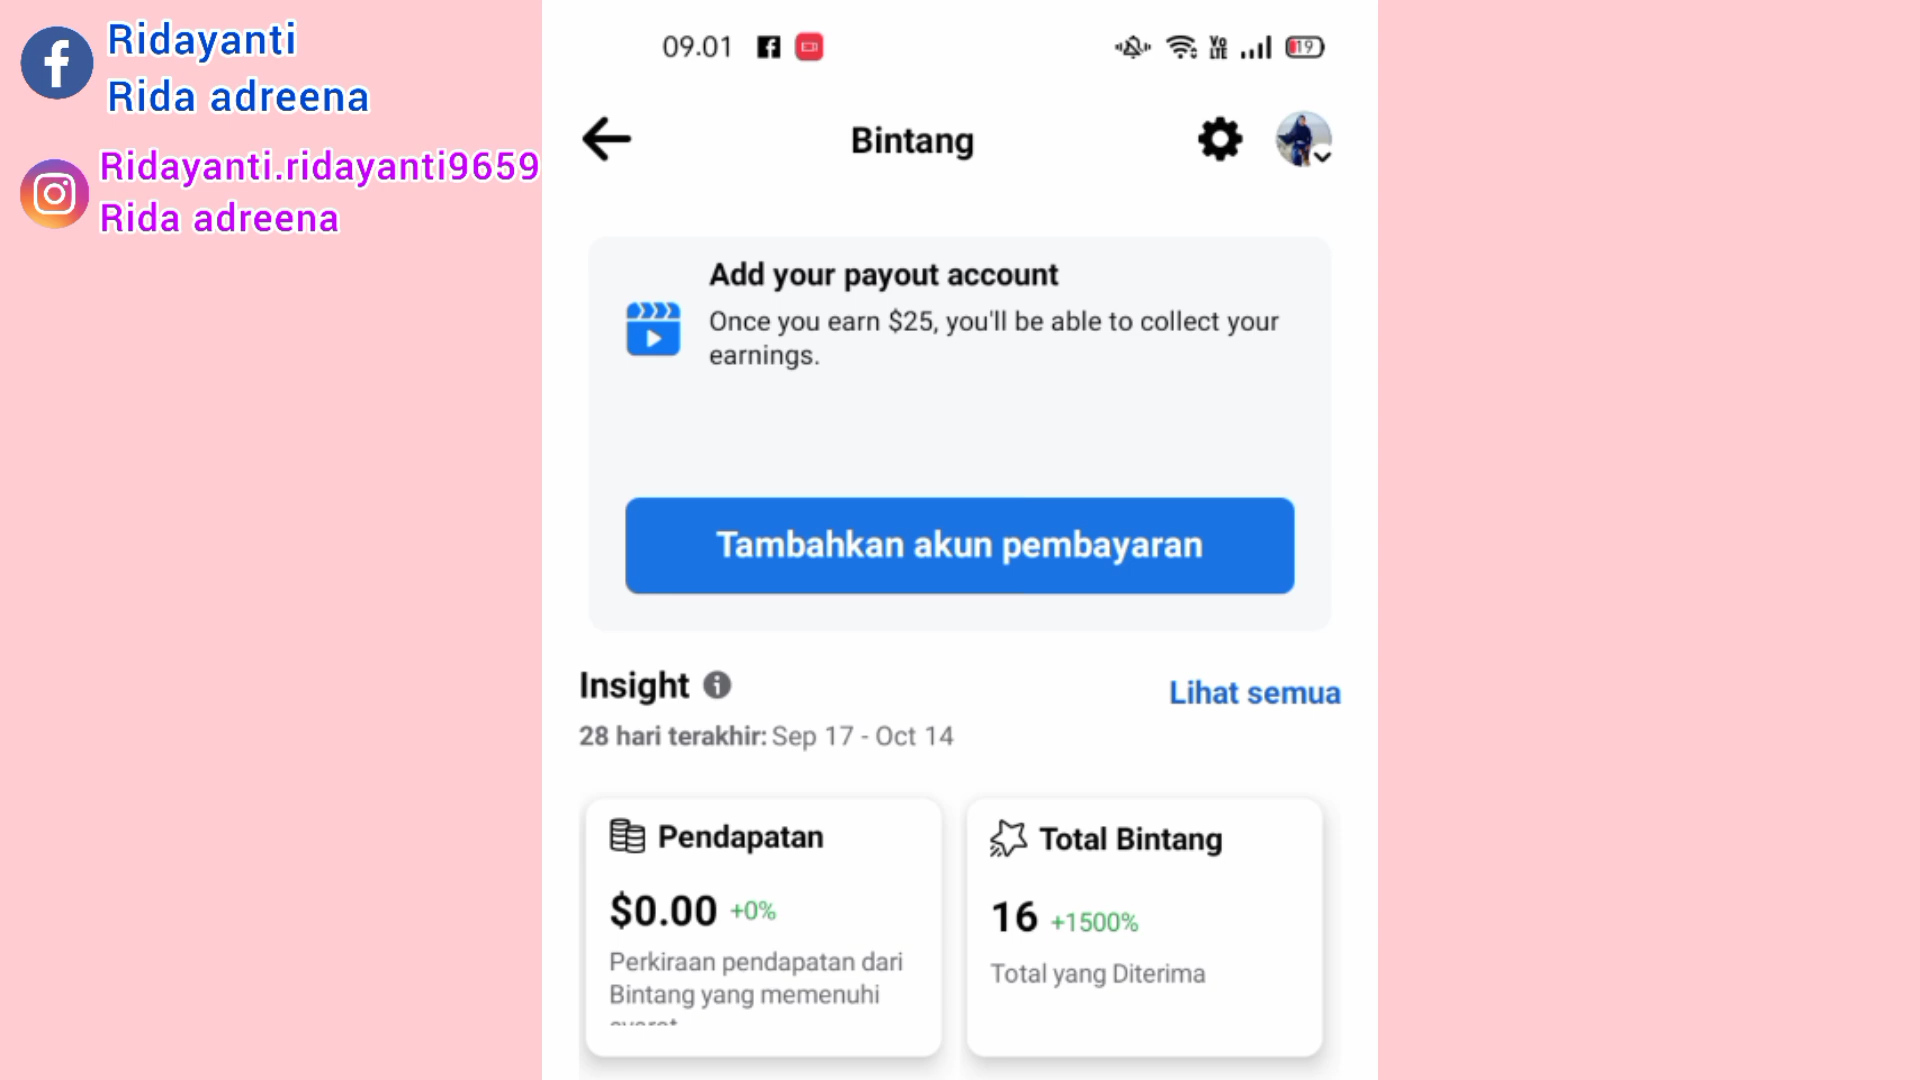 Ridayanti
Rida adreena
Ridayanti.ridayanti9659
Rida adreena
09.01
VoLTE
19
Bintang
Add your payout account
Once you earn $25, you'll be able to collect your
earnings.
Tambahkan akun pembayaran
Insight
Lihat semua
28 hari terakhir: Sep 17 - Oct 14
Pendapatan
$0.00 +0%
Perkiraan pendapatan dari
Bintang yang memenuhi
Total Bintang
16 +1500%
Total yang Diterima